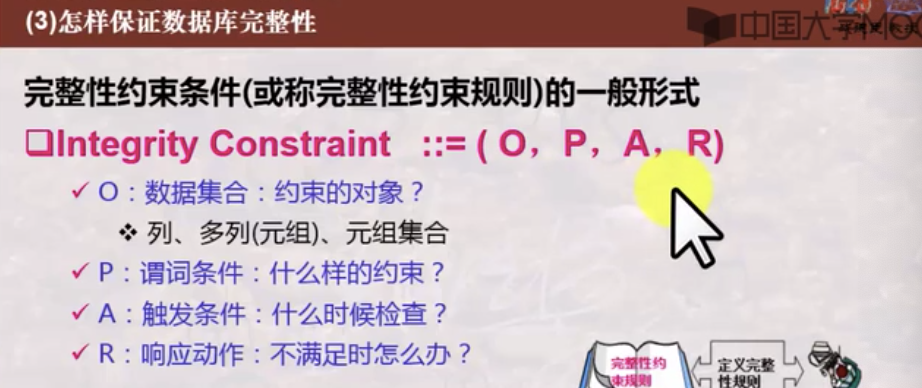 (3)怎样保证数据库完整性
中国大学MO
完整性约束条件(或称完整性约束规则)的一般形式
Integrity Constraint ::= ( O，P，A，R)
O：数据集合：约束的对象？
列、多列(元组)、元组集合
P：谓词条件：什么样的约束？
A：触发条件：什么时候检查？
R：响应动作：不满足时怎么办？
完整性约
束规则
定义完整
性规则